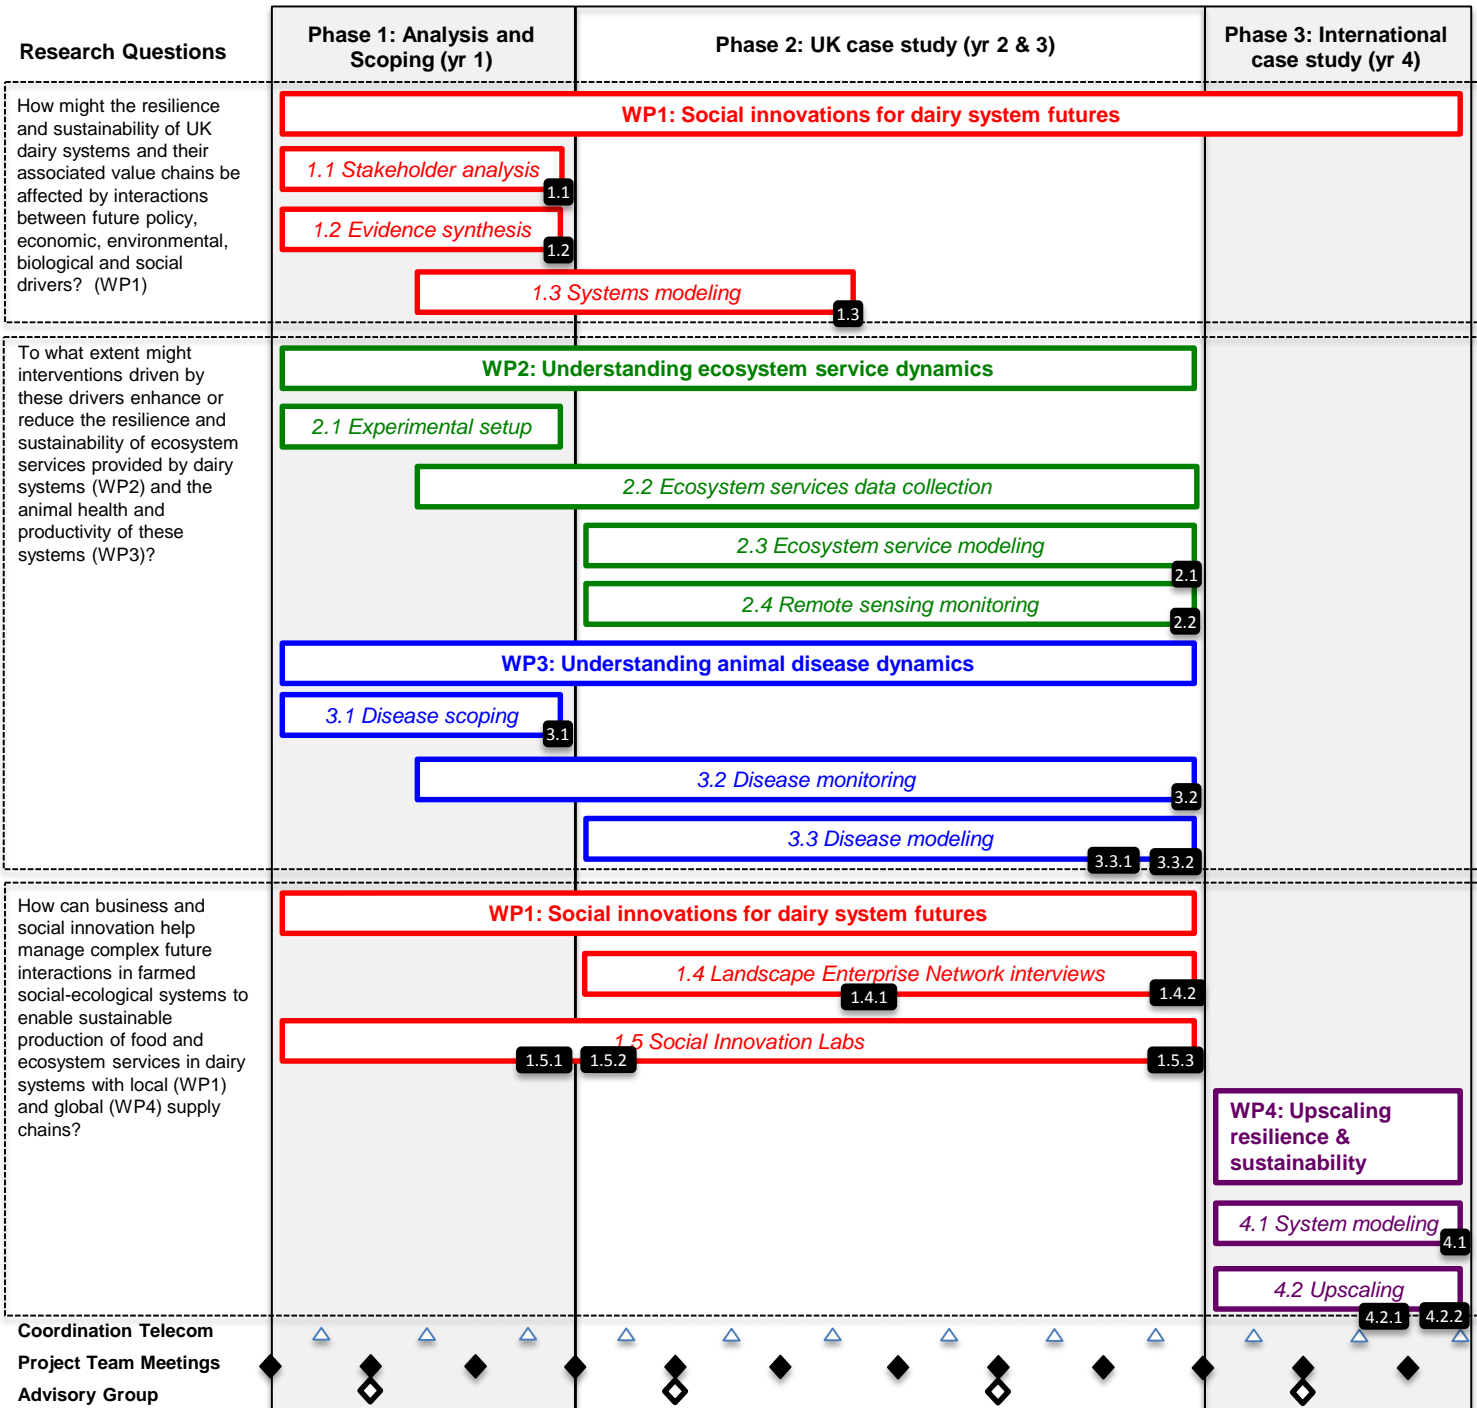 Research Questions
Phase 1: Analysis and
Scoping (yr 1)
Phase 2: UK case study (yr 2 & 3)
Phase 3: International
case study (yr 4)
How might the resilience
and sustainability of UK
dairy systems and their
associated value chains be
affected by interactions
between future policy,
economic, environmental,
biological and social
drivers? (WP1)
WP1: Social innovations for dairy system futures
1.1 Stakeholder analysis
1.1
1.2 Evidence synthesis
1.2
1.3 Systems modeling
1.3
To what extent might
interventions driven by
these drivers enhance or
reduce the resilience and
sustainability of ecosystem
services provided by dairy
systems (WP2) and the
animal health and
productivity of these
systems (WP3)?
WP2: Understanding ecosystem service dynamics
2.1 Experimental setup
2.2 Ecosystem services data collection
2.3 Ecosystem service modeling
2.1
2.4 Remote sensing monitoring
2.2
WP3: Understanding animal disease dynamics
3.1 Disease scoping
3.1
3.2 Disease monitoring
3.2
3.3 Disease modeling
3.3.1
3.3.2
How can business and
social innovation help
manage complex future
interactions in farmed
social-ecological systems to
enable sustainable
production of food and
ecosystem services in dairy
systems with local (WP1)
and global (WP4) supply
chains?
WP1: Social innovations for dairy system futures
1.4 Landscape Enterprise Network interviews
1.4.1
1.4.2
1.5 Social Innovation Labs
1.5.1
1.5.2
1.5.3
WP4: Upscaling
resilience &
sustainability
4.1 System modeling
4.1
4.2 Upscaling
4.2.1
4.2.2
Coordination Telecom
Project Team Meetings
Advisory Group